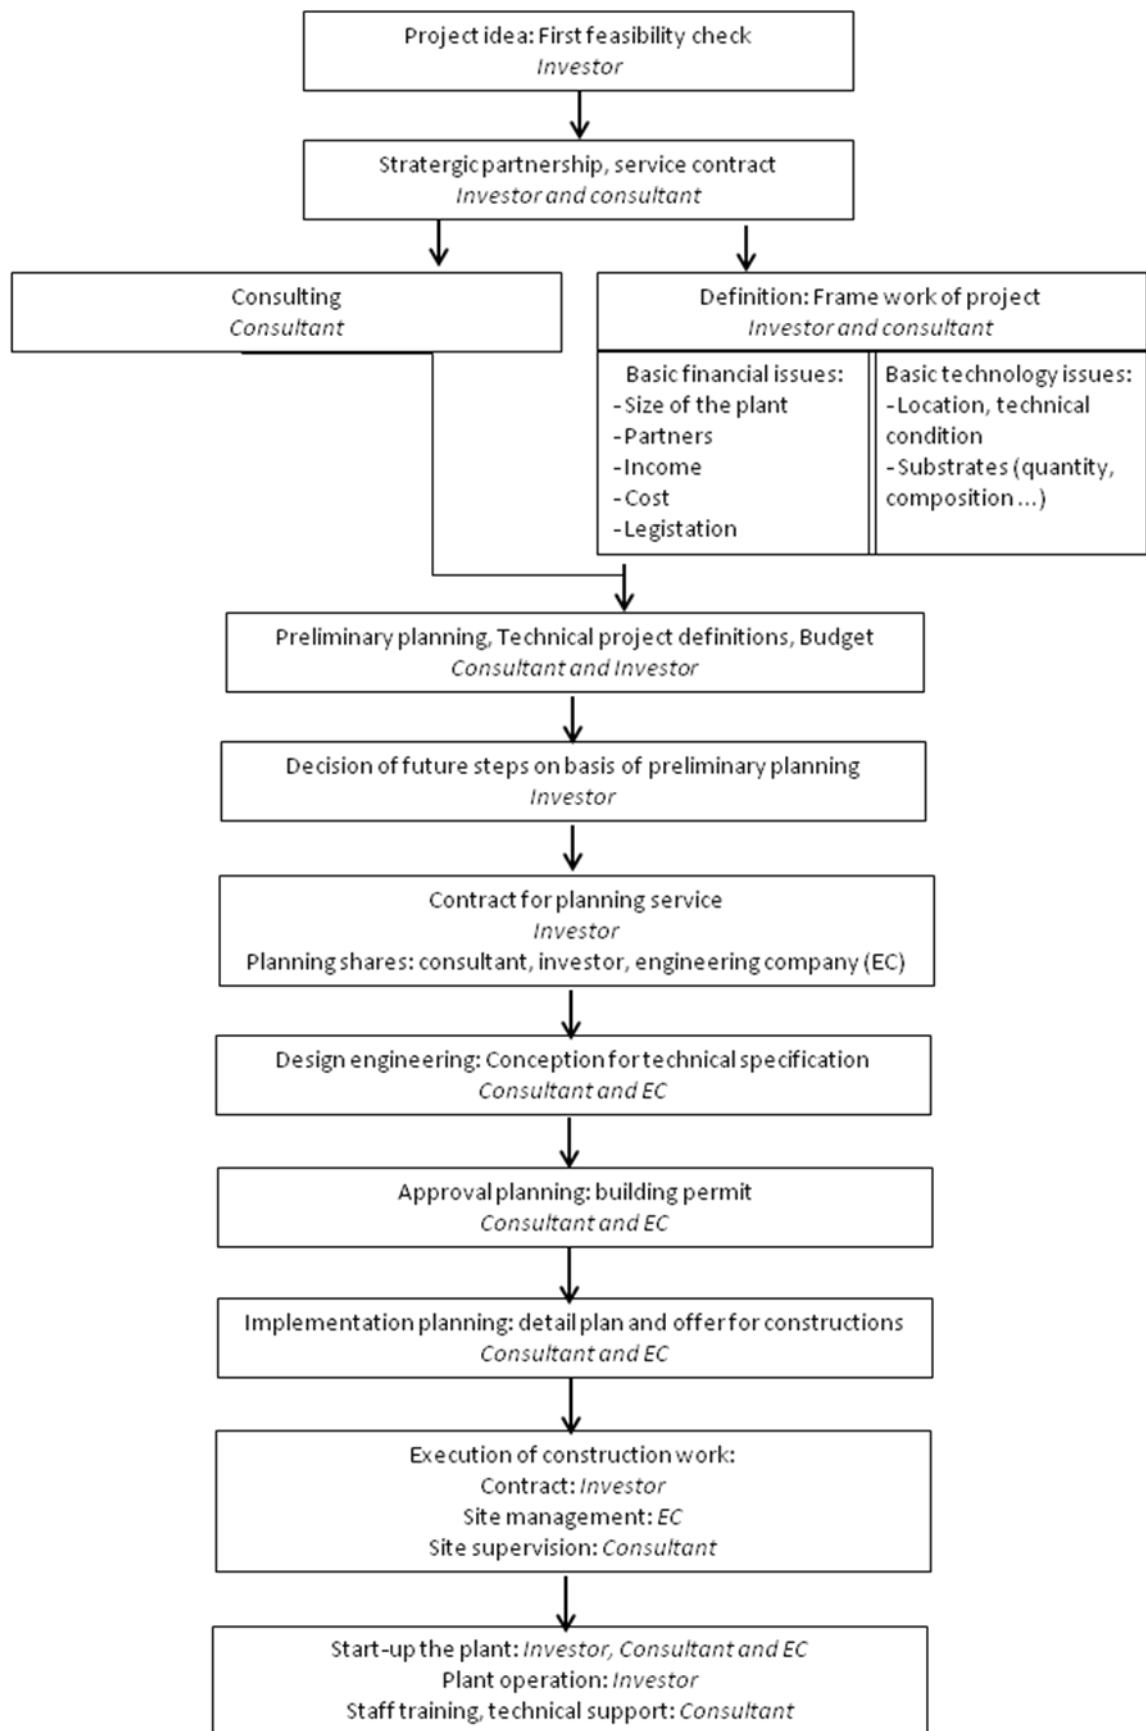 Project idea: First feasibility check
Investor
Stratergic partnership, service contract
Investor and consultant
Consulting
Consultant
Definition: Frame work of project
Investor and consultant
Basic financial issues:
-Size of the plant
-Partners
-Income
-Cost
-Legistation
Basic technology issues:
-Location, technical
condition
-Substrates (quantity,
composition ...)
Preliminary planning, Technical project definitions, Budget
Consultant and Investor
Decision of future steps on basis of preliminary planning
Investor
Contract for planning service
Investor
Planning shares: consultant, investor, engineering company (EC)
Design engineering: Conception for technical specification
Consultant and EC
Approval planning: building permit
Consultant and EC
Implementation planning: detail plan and offer for constructions
Consultant and EC
Execution of construction work:
Contract: Investor
Site management: EC
Site supervision: Consultant
Start-up the plant: Investor, Consultant and EC
Plant operation: Investor
Staff training, technical support: Consultant